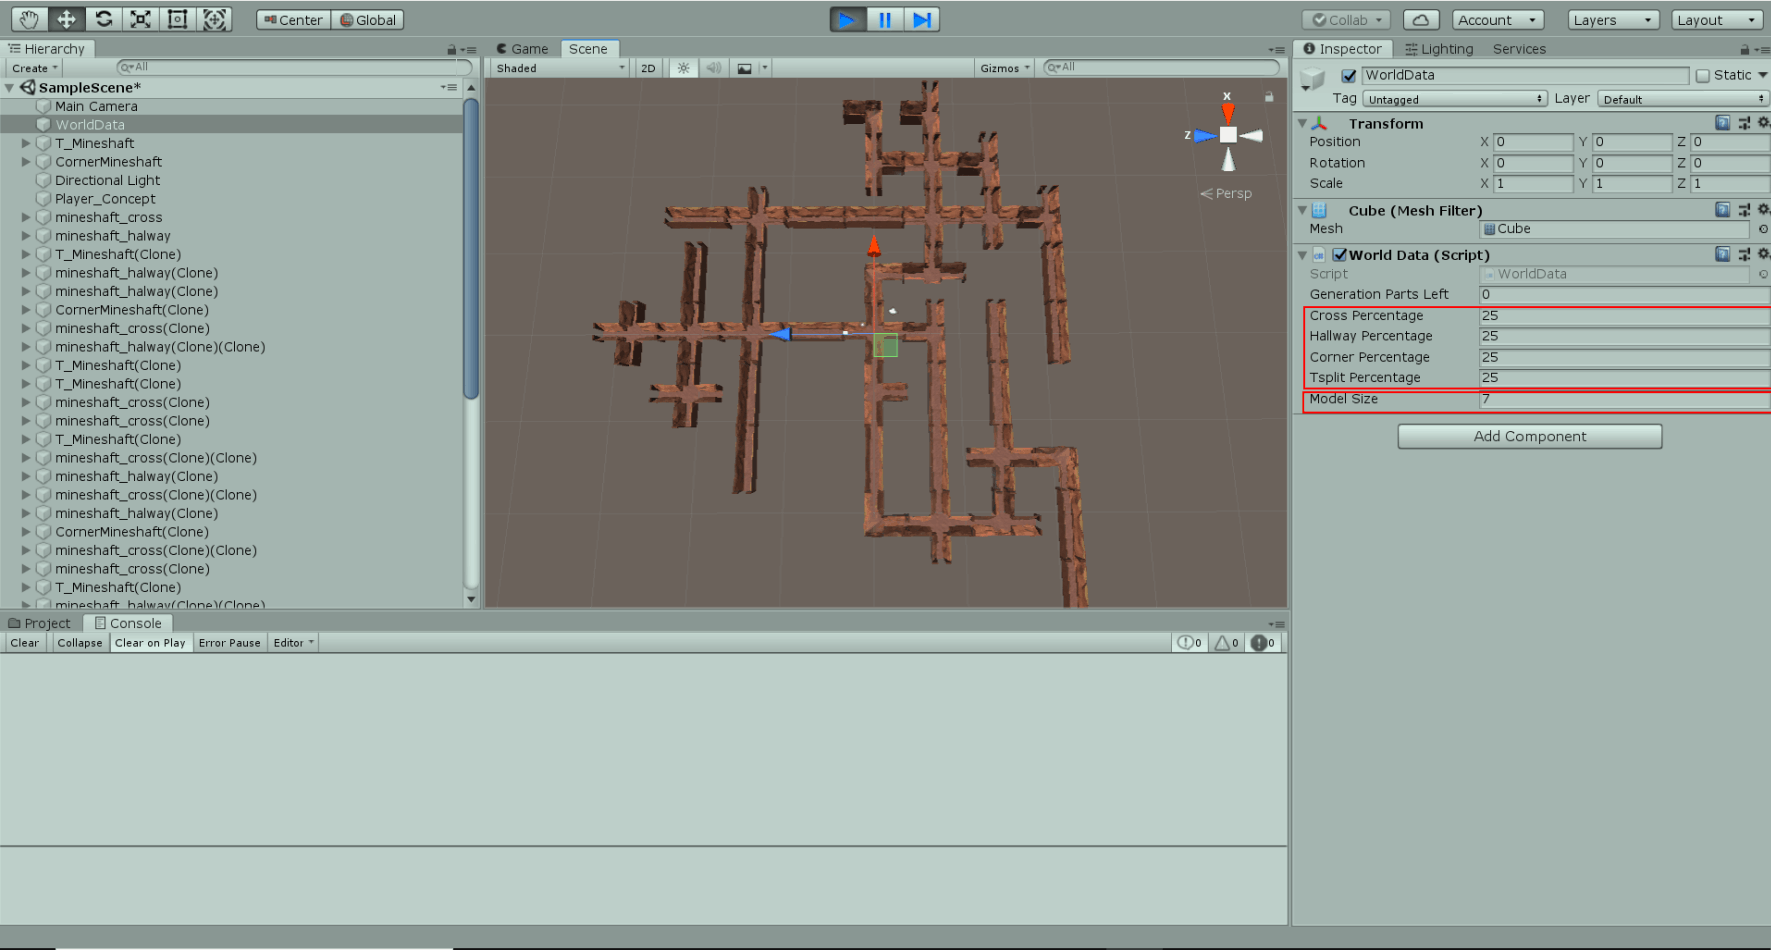 Center Global Collab Account Layers Layout
Hierarchy
Create All
SampleScene*
Main Camera
WorldData
T_Mineshaft
CornerMineshaft
Directional Light
Player_Concept
mineshaft_cross
mineshaft_halway
T_Mineshaft(Clone)
mineshaft_halway(Clone)
mineshaft_halway(Clone)
CornerMineshaft(Clone)
mineshaft_cross(Clone)
mineshaft_halway(Clone)(Clone)
T_Mineshaft(Clone)
T_Mineshaft(Clone)
mineshaft_cross(Clone)
mineshaft_cross(Clone)
T_Mineshaft(Clone)
mineshaft_cross(Clone)(Clone)
mineshaft_halway(Clone)
mineshaft_cross(Clone)(Clone)
mineshaft_halway(Clone)
CornerMineshaft(Clone)
mineshaft_cross(Clone)(Clone)
mineshaft_cross(Clone)
T_Mineshaft(Clone)
mineshaft_halway(Clone)(Clone)
Game Scene
Shaded 2D Gizmos All
x
z
Persp
Inspector Lighting Services
WorldData Static
Tag Untagged Layer Default
Transform
Position X 0 Y 0 Z 0
Rotation X 0 Y 0 Z 0
Scale X 1 Y 1 Z 1
Cube (Mesh Filter)
Mesh Cube
World Data (Script)
Script WorldData
Generation Parts Left 0
Cross Percentage 25
Hallway Percentage 25
Corner Percentage 25
Tsplit Percentage 25
Model Size 7
Add Component
Project Console
Clear Collapse Clear on Play Error Pause Editor 0 0 0